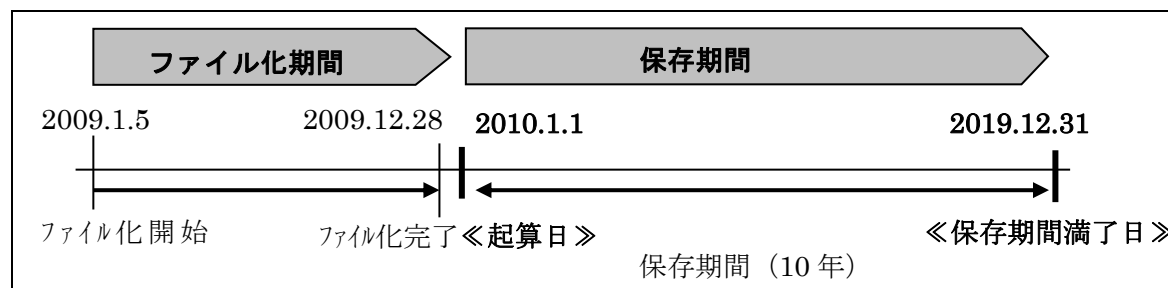 ファイル化期間 保存期間
2009.1.5 2009.12.28 2010.1.1 2019.12.31
ファイル化開始 ファイル化完了 ≪起算日≫ ≪保存期間満了日≫
保存期間（10年）